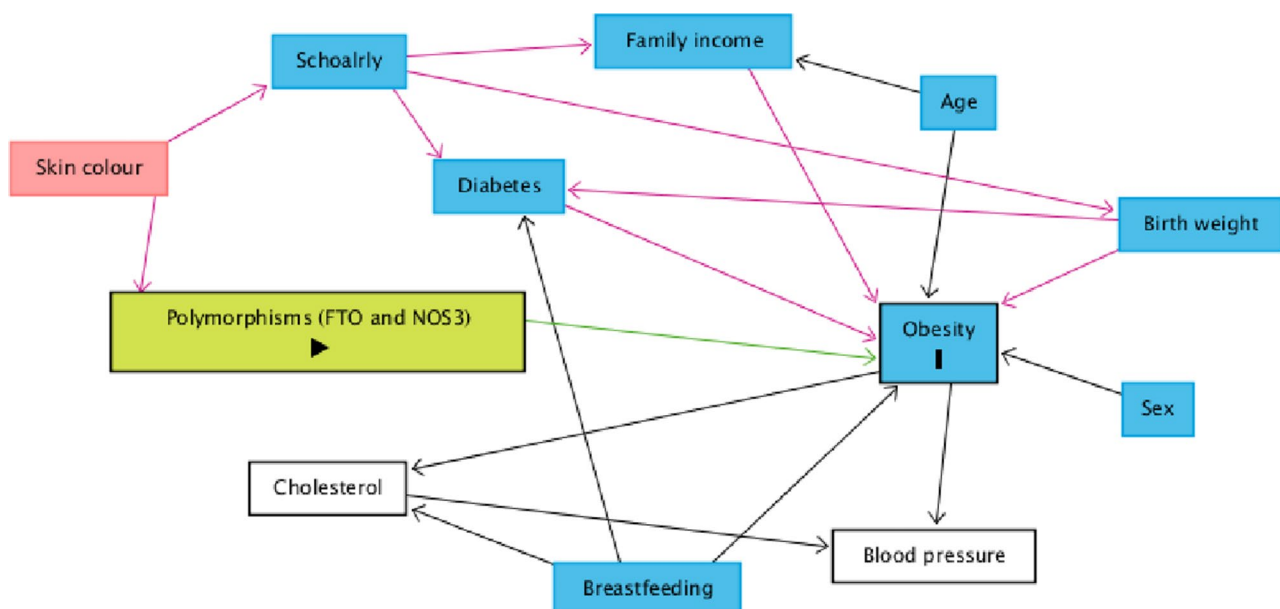 Family income
Schoalrly
Age
Skin colour
Diabetes
Birth weight
Polymorphisms (FTO and NOS3)
Obesity
Sex
Cholesterol
Blood pressure
Breastfeeding